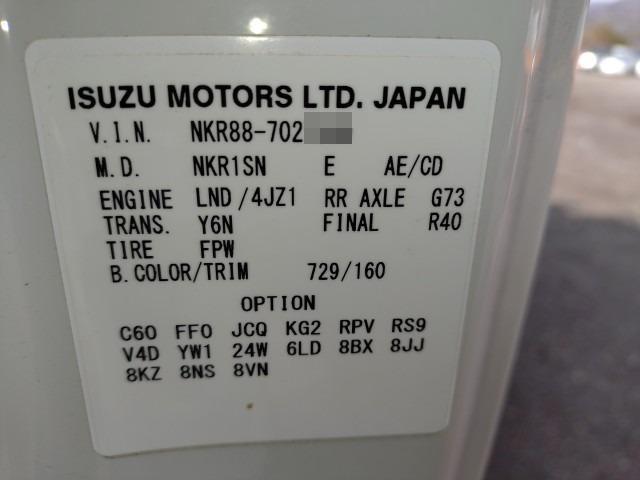 ISUZU MOTORS LTD. JAPAN
V.I.N. NKR88-702
M.D. NKR1SN E AE/CD
ENGINE LND/4JZ1 RR AXLE G73
TRANS. Y6N FINAL R40
TIRE FPW
B.COLOR/TRIM 729/160
OPTION
C60 FF0 JCQ KG2 RPV RS9
V4D YW1 24W 6LD 8BX 8JJ
8KZ 8NS 8VN